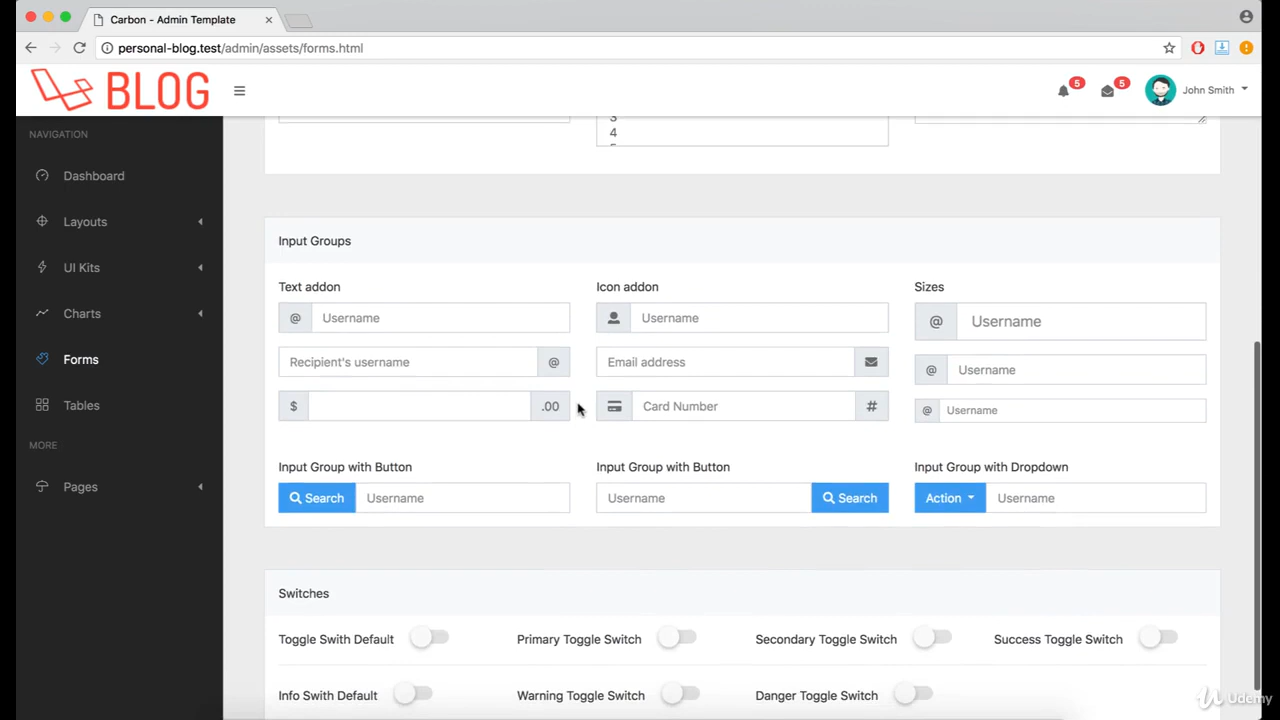 Carbon - Admin Template
personal-blog.test/admin/assets/forms.html
BLOG
5
5
John Smith
NAVIGATION
Dashboard
Layouts
UI Kits
Charts
Forms
Tables
MORE
Pages
3
4
Input Groups
Text addon
Icon addon
Sizes
@ Username
Username
@ Username
Recipient's username @
Email address
@ Username
$ .00
Card Number #
@ Username
Input Group with Button
Input Group with Button
Input Group with Dropdown
Search Username
Username Search
Action Username
Switches
Toggle Swith Default
Primary Toggle Switch
Secondary Toggle Switch
Success Toggle Switch
Info Swith Default
Warning Toggle Switch
Danger Toggle Switch
Udemy